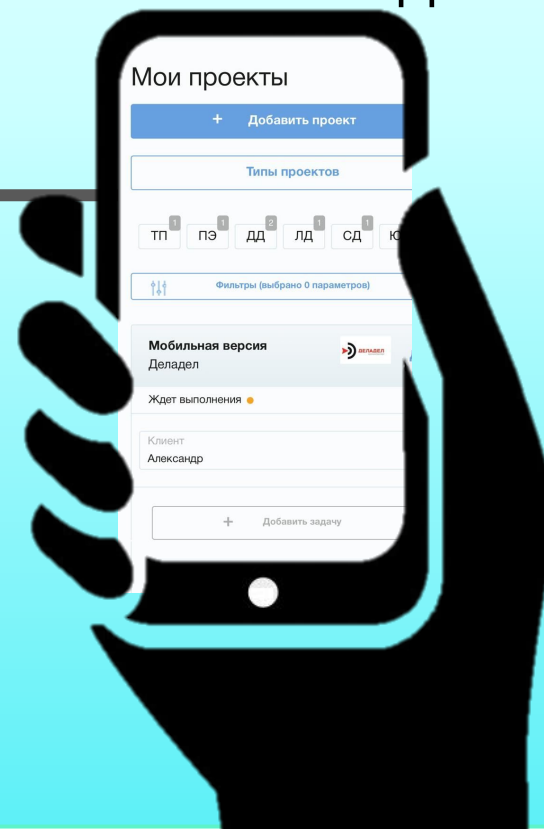 Мои проекты
+ Добавить проект
Типы проектов
1 1 2 1 1
ТП ПЭ ДД ЛД СД
Фильтры (выбрано 0 параметров)
Мобильная версия
ДЕЛАДЕЛ
Деладел
Ждет выполнения
Клиент
Александр
+ Добавить задачу